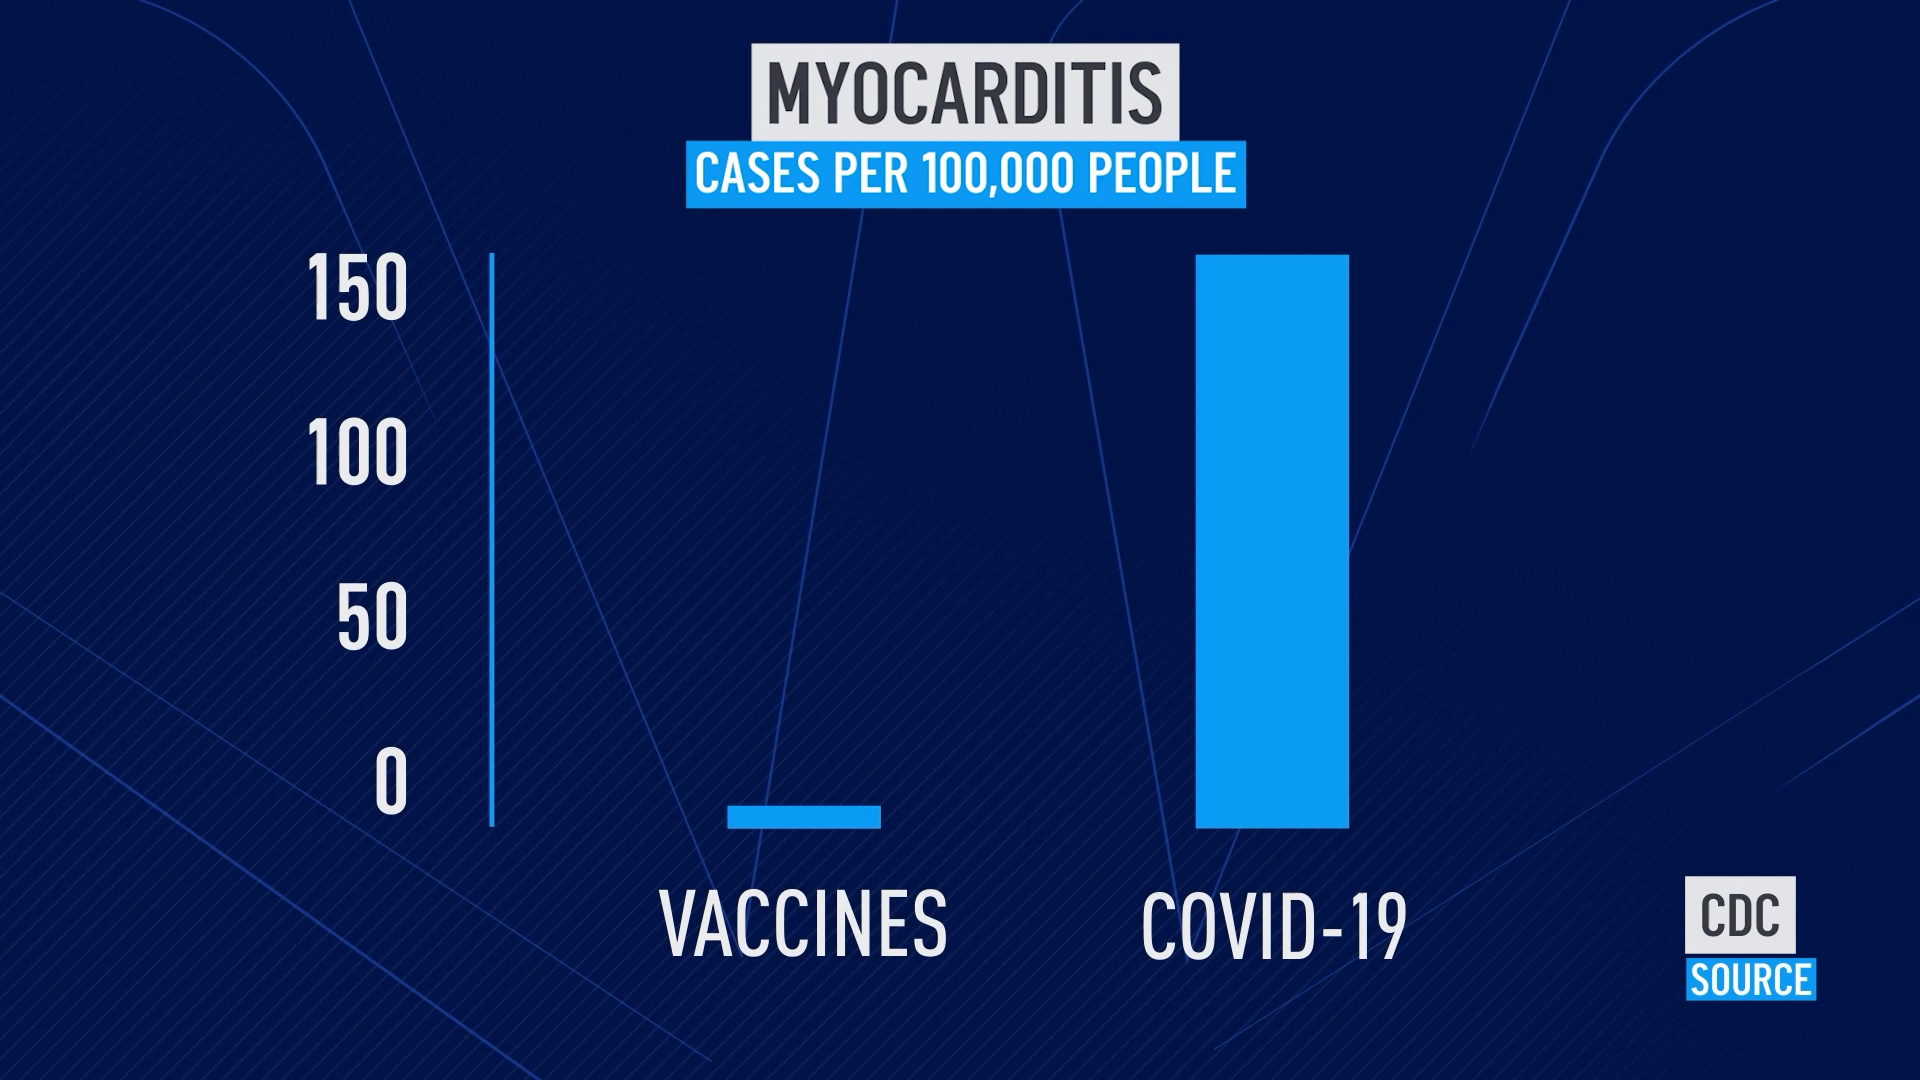 MYOCARDITIS
CASES PER 100,000 PEOPLE
150
100
50
0
VACCINES
COVID-19
CDC
SOURCE